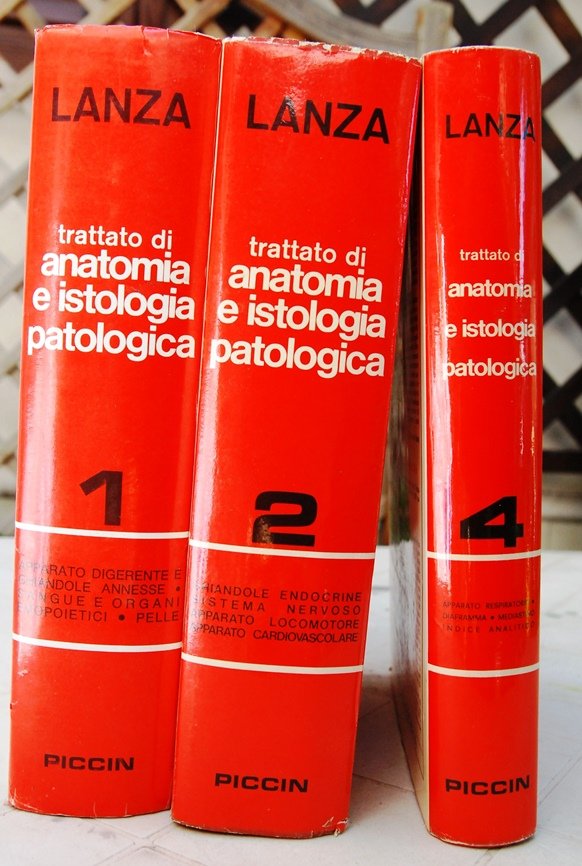 LANZA
trattato di
anatomia
e istologia
patologica
1
APPARATO DIGERENTE E
GHIANDOLE ANNESSE •
SANGUE E ORGANI
EMOPOIETICI • PELLE
PICCIN
LANZA
trattato di
anatomia
e istologia
patologica
2
GHIANDOLE ENDOCRINE
SISTEMA NERVOSO
APPARATO LOCOMOTORE
APPARATO CARDIOVASCOLARE
PICCIN
LANZA
trattato di
anatomia
e istologia
patologica
4
APPARATO RESPIRATORIO •
DIAFRAMMA • MEDIASTINO
INDICE ANALITICO
PICCIN